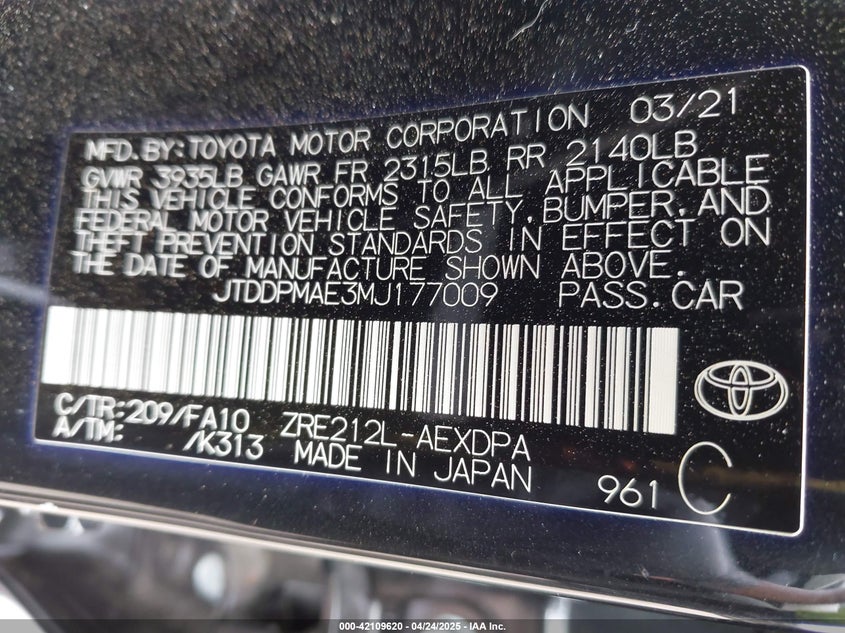 MFD.BY:TOYOTA MOTOR CORPORATION 03/21
GVWR 3935LB GAWR FR 2315LB RR 2140LB
THIS VEHICLE CONFORMS TO ALL APPLICABLE
FEDERAL MOTOR VEHICLE SAFETY,BUMPER,AND
THEFT PREVENTION STANDARDS IN EFFECT ON
THE DATE OF MANUFACTURE SHOWN ABOVE.
JTDDPMAE3MJ177009 PASS.CAR
C/TR:209/FA10 ZRE212L-AEXDPA
A/TM: /K313 MADE IN JAPAN
961 C
000-42109620 - 04/24/2025 - IAA, Inc.